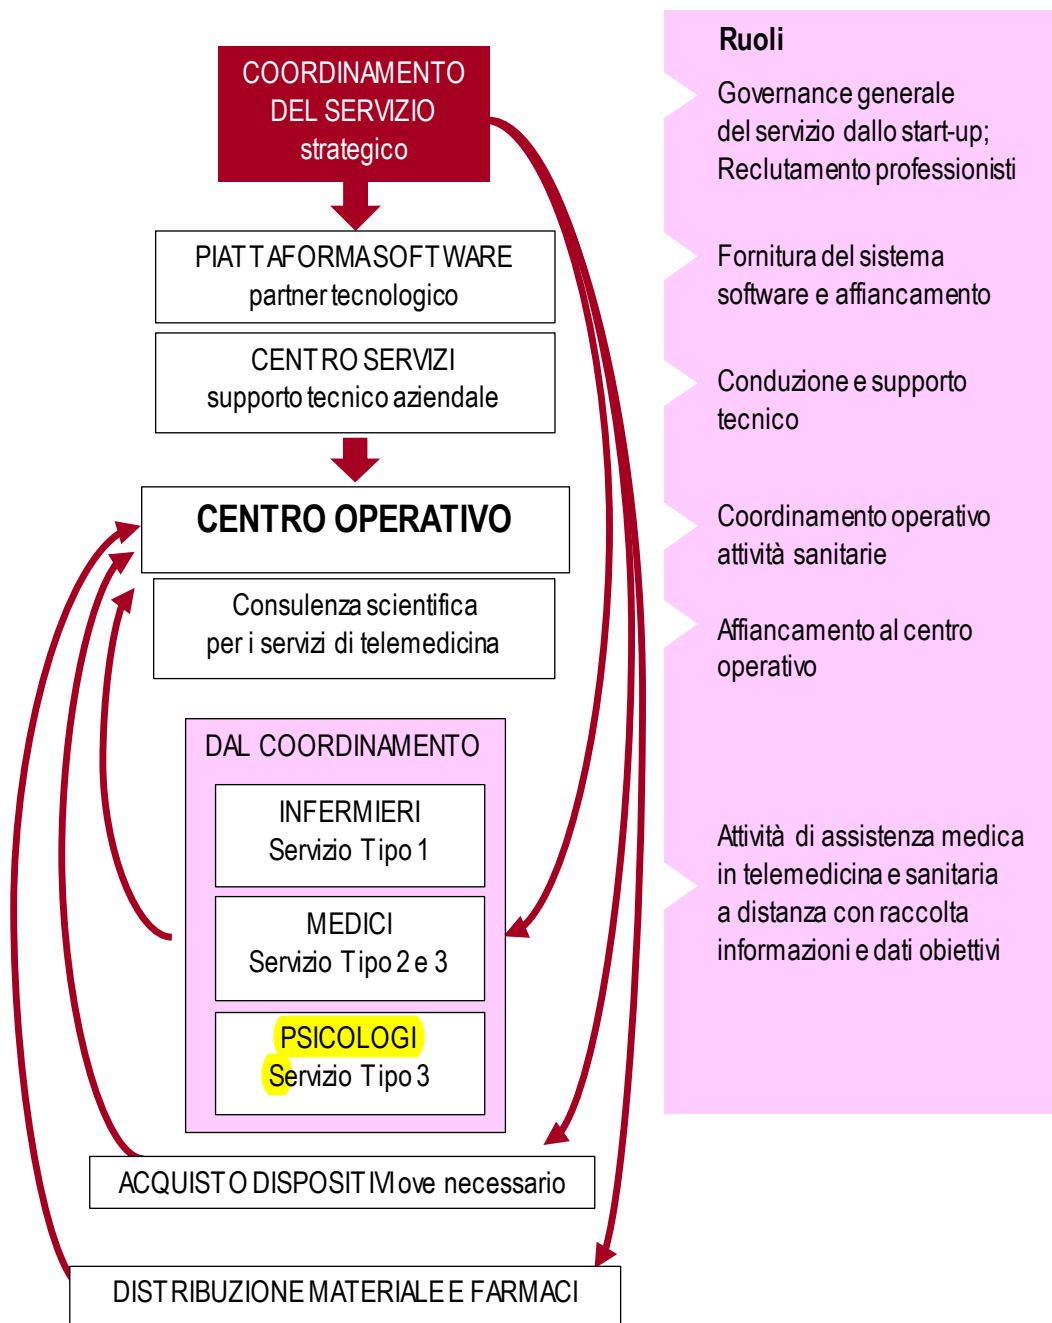 COORDINAMENTO
DEL SERVIZIO
strategico
PIATTAFORMA SOFTWARE
partner tecnologico
CENTRO SERVIZI
supporto tecnico aziendale
CENTRO OPERATIVO
Consulenza scientifica
per i servizi di telemedicina
DAL COORDINAMENTO
INFERMIERI
Servizio Tipo 1
MEDICI
Servizio Tipo 2 e 3
PSICOLOGI
Servizio Tipo 3
ACQUISTO DISPOSITIVI ove necessario
DISTRIBUZIONE MATERIALE E FARMACI
Ruoli
Governance generale
del servizio dallo start-up;
Reclutamento professionisti
Fornitura del sistema
software e affiancamento
Conduzione e supporto
tecnico
Coordinamento operativo
attività sanitarie
Affiancamento al centro
operativo
Attività di assistenza medica
in telemedicina e sanitaria
a distanza con raccolta
informazioni e dati obiettivi